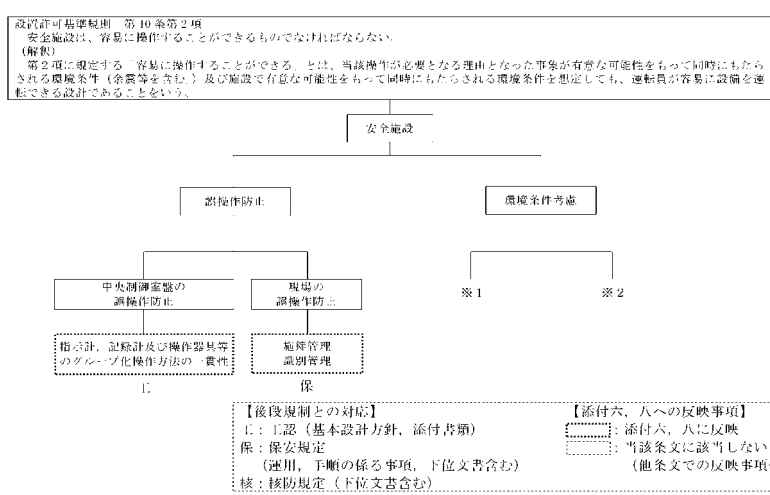 設置許可基準規則 第10条第2項
安全施設は、容易に操作することができるものでなければならない。
(解釈)
第2項に規定する「容易に操作することができる」とは、当該操作が必要となる理由となった事象が有意な可能性をもって同時にもたら
される環境条件(余震等を含む。)及び施設で有意な可能性をもって同時にもたらされる環境条件を想定しても、運転員が容易に設備を運
転できる設計であることをいう。
安全施設
誤操作防止
環境条件考慮
中央制御室盤の
誤操作防止
現場の
誤操作防止
※1
※2
指示計,記録計及び操作器具等
のグループ化操作方法の一貫性
施錠管理
識別管理
工
保
【後段規制との対応】
工:工認(基本設計方針,添付書類)
保:保安規定
(運用,手順の係る事項,下位文書含む)
核:核防規定(下位文書含む)
【添付六,八への反映事項】
:添付六,八に反映
:当該条文に該当しない
(他条文での反映事項